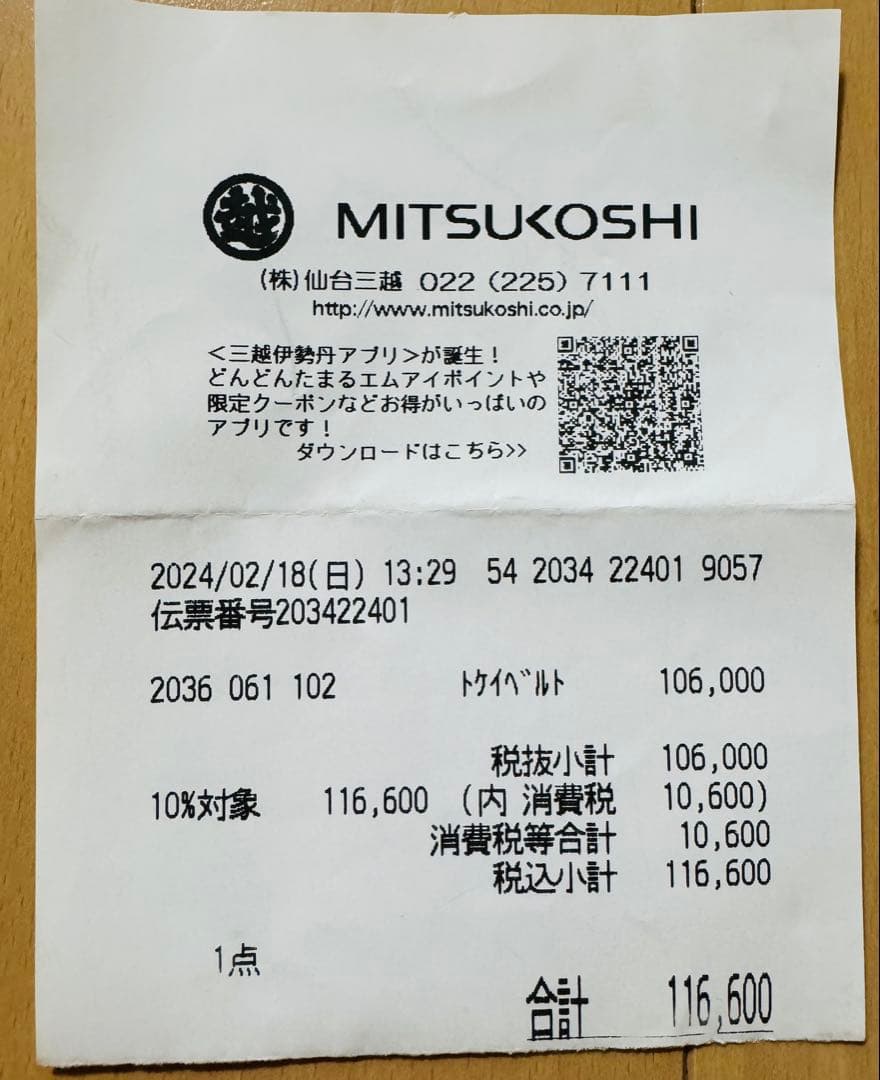 越 MITSUKOSHI
(株)仙台三越 022 (225) 7111
http://www.mitsukoshi.co.jp/
<三越伊勢丹アプリ>が誕生!
どんどんたまるエムアイポイントや
限定クーポンなどお得がいっぱいの
アプリです!
ダウンロードはこちら>>
2024/02/18(日) 13:29 54 2034 22401 9057
伝票番号203422401
2036 061 102 ﾄｹｲﾍﾞﾙﾄ 106,000
税抜小計 106,000
10%対象 116,600 (内 消費税 10,600)
消費税等合計 10,600
税込小計 116,600
1点
合計 116,600